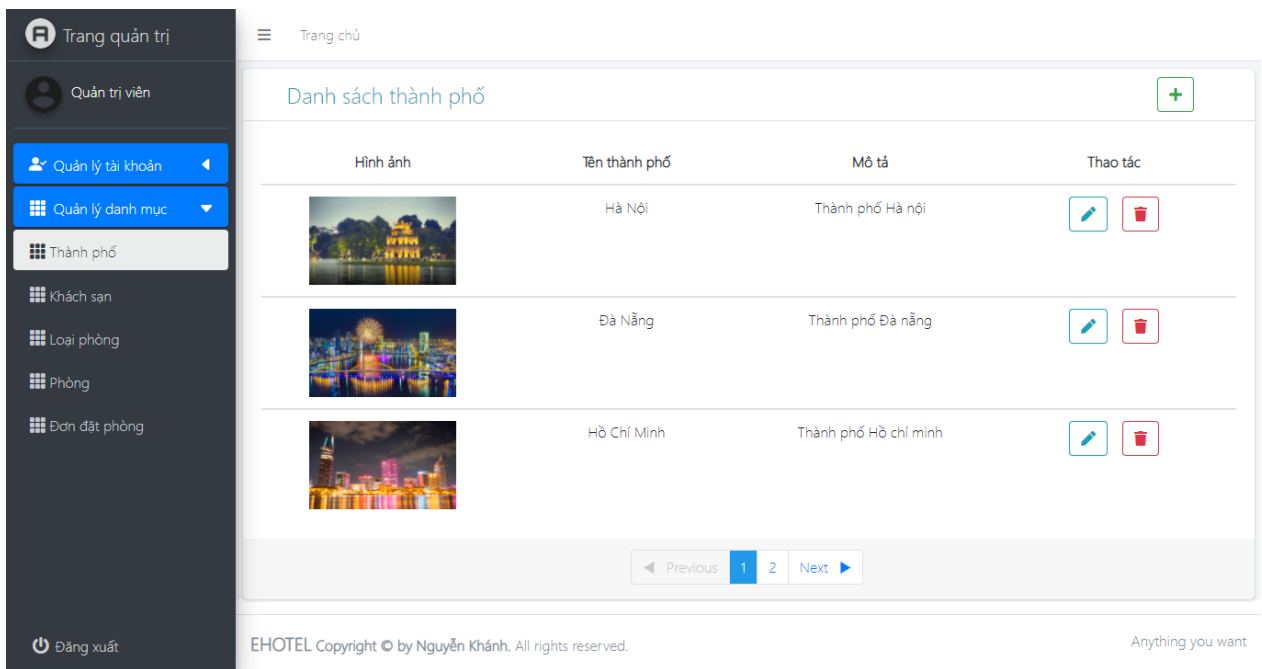 Trang quản trị
Trang chủ
Quản trị viên
Danh sách thành phố
Quản lý tài khoản
Quản lý danh mục
Thành phố
Khách sạn
Loại phòng
Phòng
Đơn đặt phòng
Đăng xuất
Hình ảnh Tên thành phố Mô tả Thao tác
Hà Nội Thành phố Hà nội
Đà Nẵng Thành phố Đà nẵng
Hồ Chí Minh Thành phố Hồ chí minh
Previous 1 2 Next
EHOTEL Copyright © by Nguyễn Khánh. All rights reserved. Anything you want